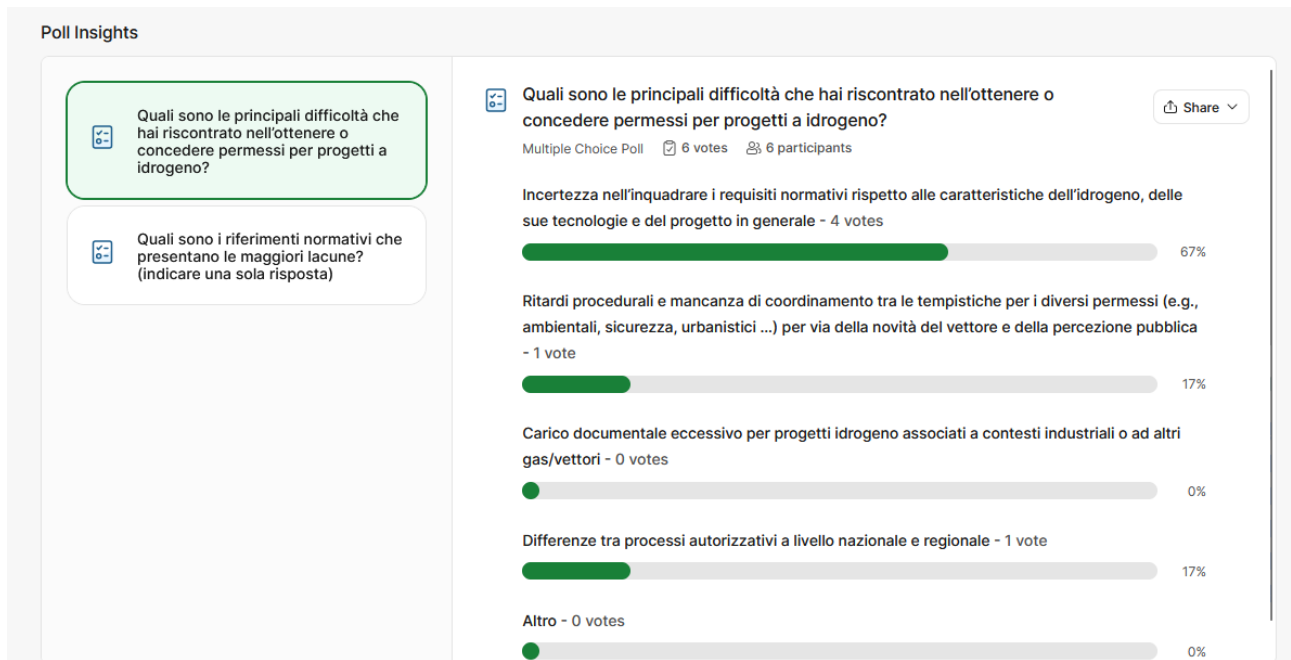 Poll Insights
Quali sono le principali difficoltà che
hai riscontrato nell'ottenere o
concedere permessi per progetti a
idrogeno?
Quali sono i riferimenti normativi che
presentano le maggiori lacune?
(indicare una sola risposta)
Quali sono le principali difficoltà che hai riscontrato nell'ottenere o
concedere permessi per progetti a idrogeno?
Share
Multiple Choice Poll 6 votes 6 participants
Incertezza nell'inquadrare i requisiti normativi rispetto alle caratteristiche dell'idrogeno, delle
sue tecnologie e del progetto in generale - 4 votes
67%
Ritardi procedurali e mancanza di coordinamento tra le tempistiche per i diversi permessi (e.g.,
ambientali, sicurezza, urbanistici ...) per via della novità del vettore e della percezione pubblica
- 1 vote
17%
Carico documentale eccessivo per progetti idrogeno associati a contesti industriali o ad altri
gas/vettori - 0 votes
0%
Differenze tra processi autorizzativi a livello nazionale e regionale - 1 vote
17%
Altro - 0 votes
0%